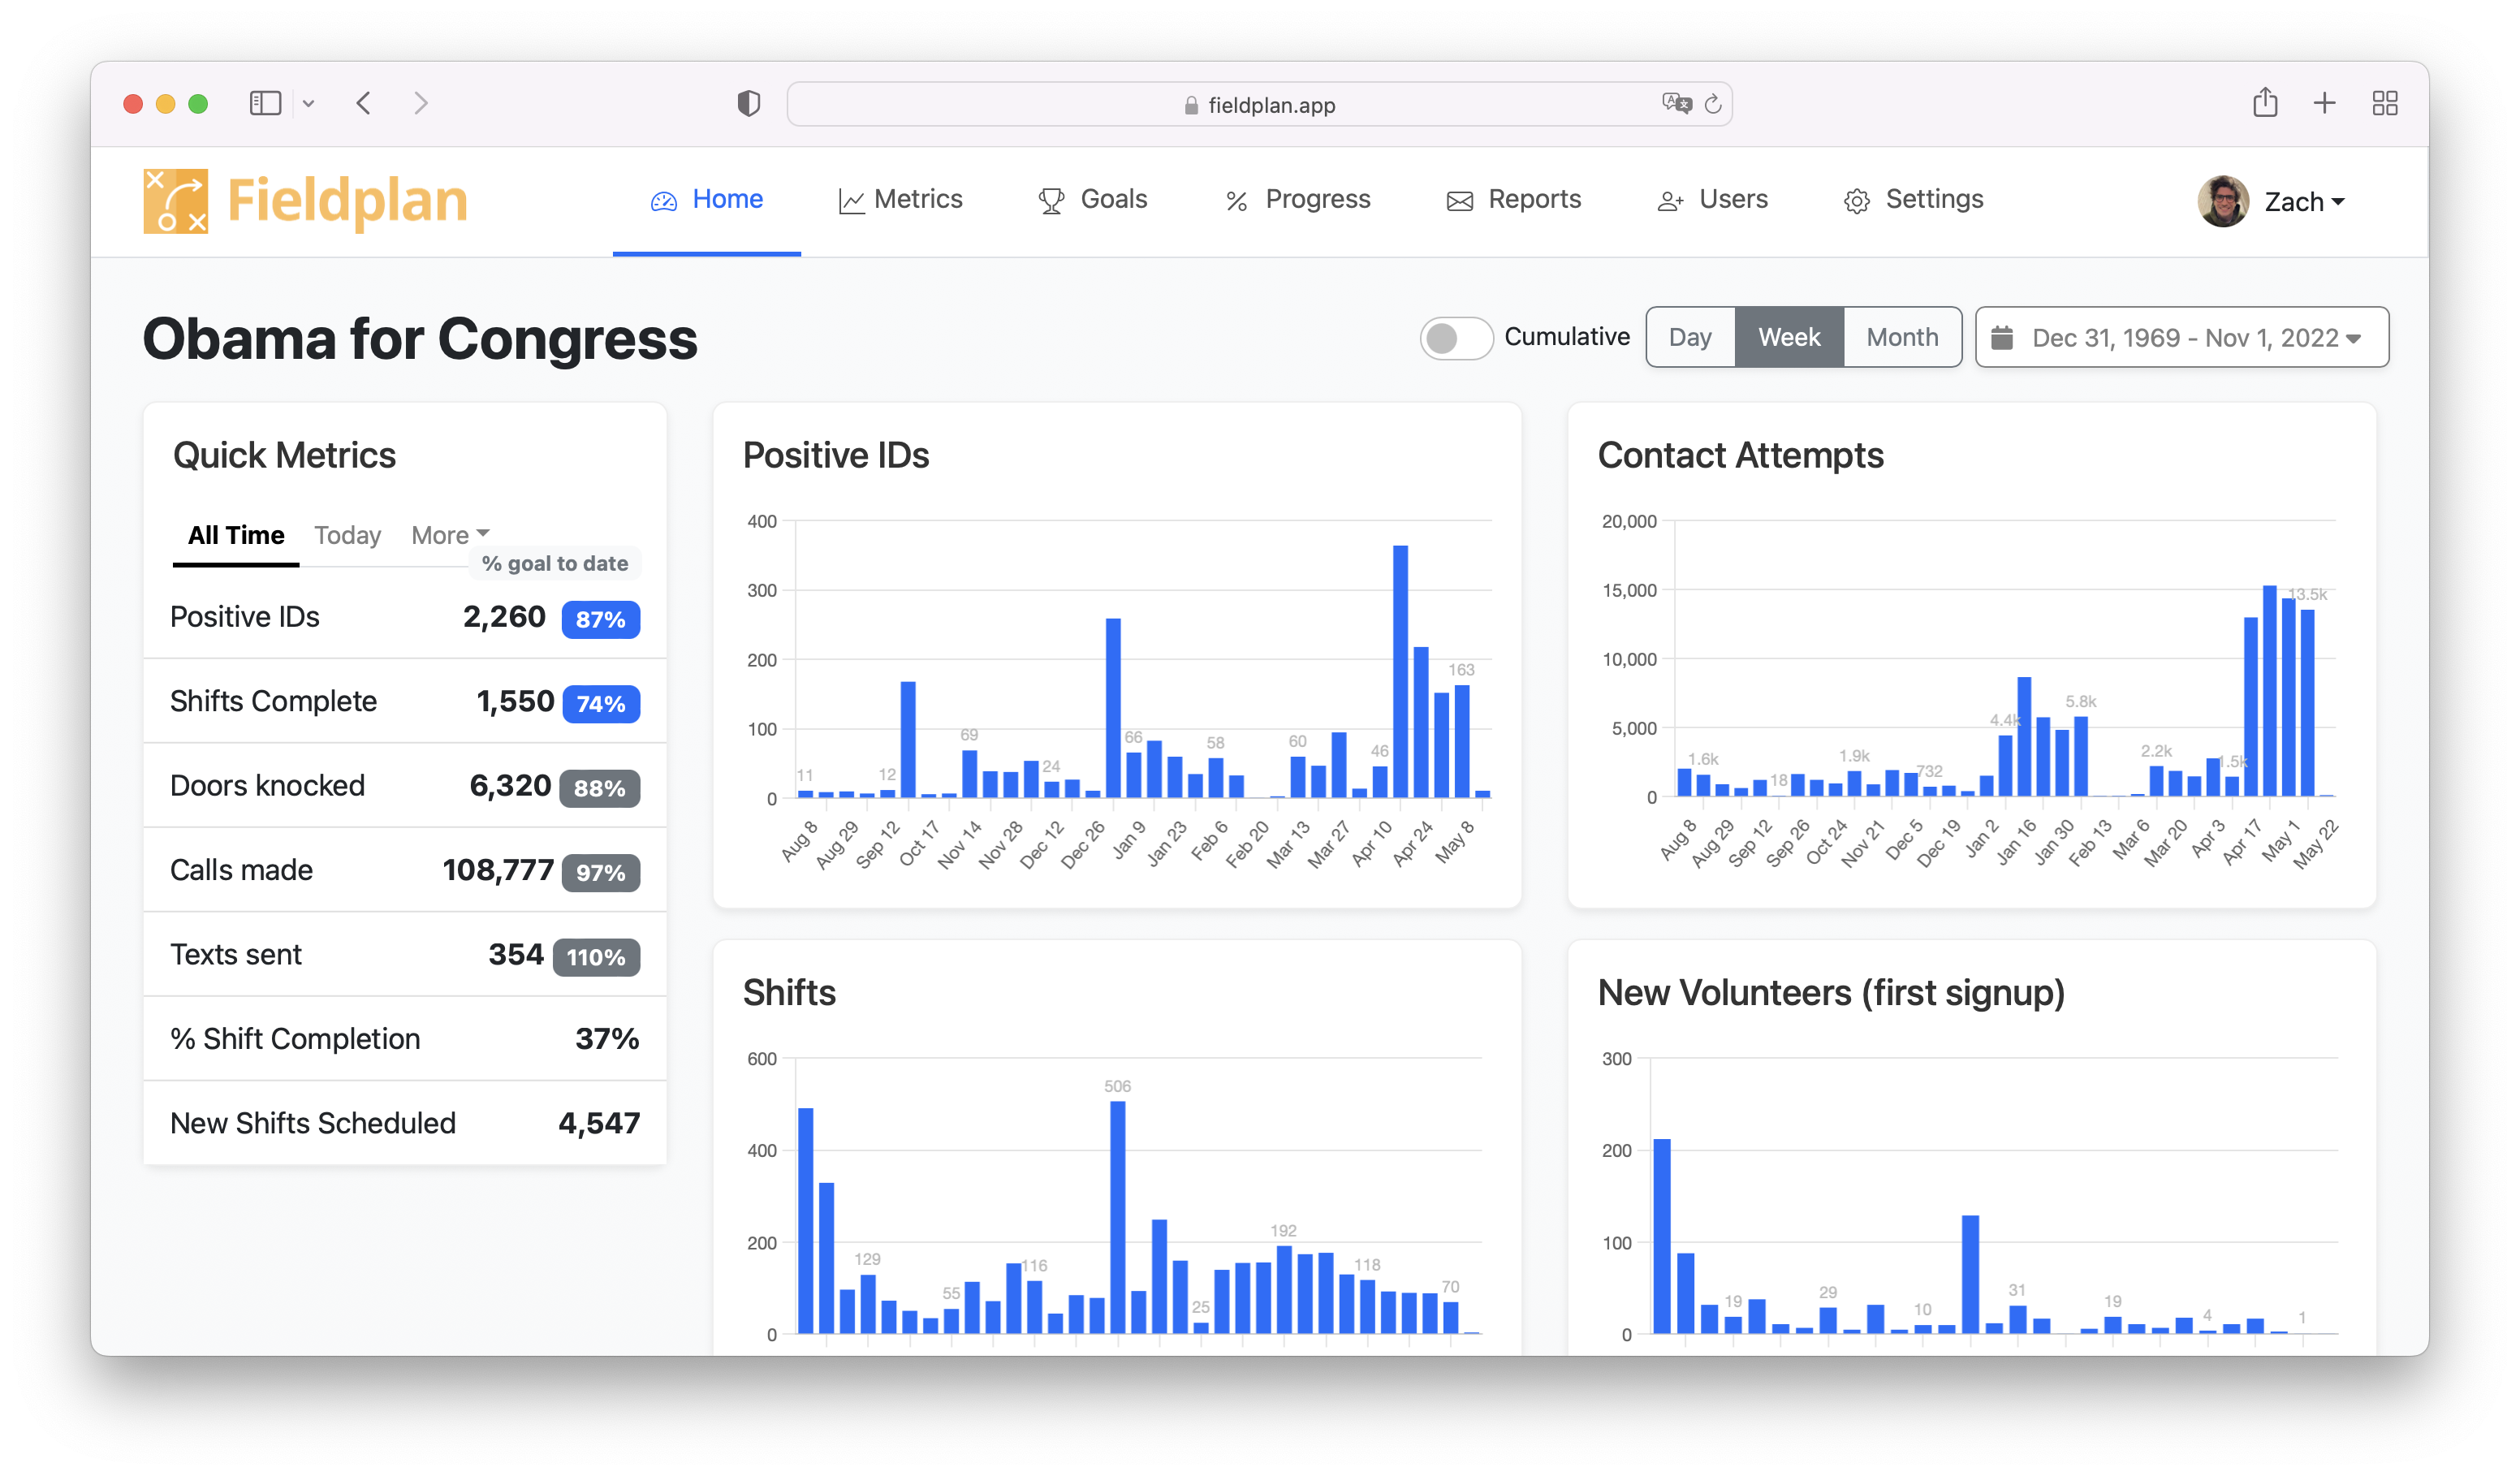 fieldplan.app
Fieldplan
Home
Metrics
Goals
Progress
Reports
Users
Settings
Zach
Obama for Congress
Cumulative
Day
Week
Month
Dec 31, 1969 - Nov 1, 2022
Quick Metrics
All Time
Today
More
% goal to date
Positive IDs 2,260 87%
Shifts Complete 1,550 74%
Doors knocked 6,320 88%
Calls made 108,777 97%
Texts sent 354 110%
% Shift Completion 37%
New Shifts Scheduled 4,547
Positive IDs
400
300
200
100
0
11
12
69
24
66
58
60
46
163
Aug 8
Aug 29
Sep 12
Oct 17
Nov 14
Nov 28
Dec 12
Dec 26
Jan 9
Jan 23
Feb 6
Feb 20
Mar 13
Mar 27
Apr 10
Apr 24
May 8
Contact Attempts
20,000
15,000
10,000
5,000
0
1.6k
18
1.9k
732
4.4k
5.8k
2.2k
1.5k
13.5k
Aug 8
Aug 29
Sep 12
Sep 26
Oct 24
Nov 21
Dec 5
Dec 19
Jan 2
Jan 16
Jan 30
Feb 13
Mar 6
Mar 20
Apr 3
Apr 17
May 1
May 22
Shifts
600
400
200
0
129
55
116
506
25
192
118
70
New Volunteers (first signup)
300
200
100
0
19
29
10
31
19
4
1